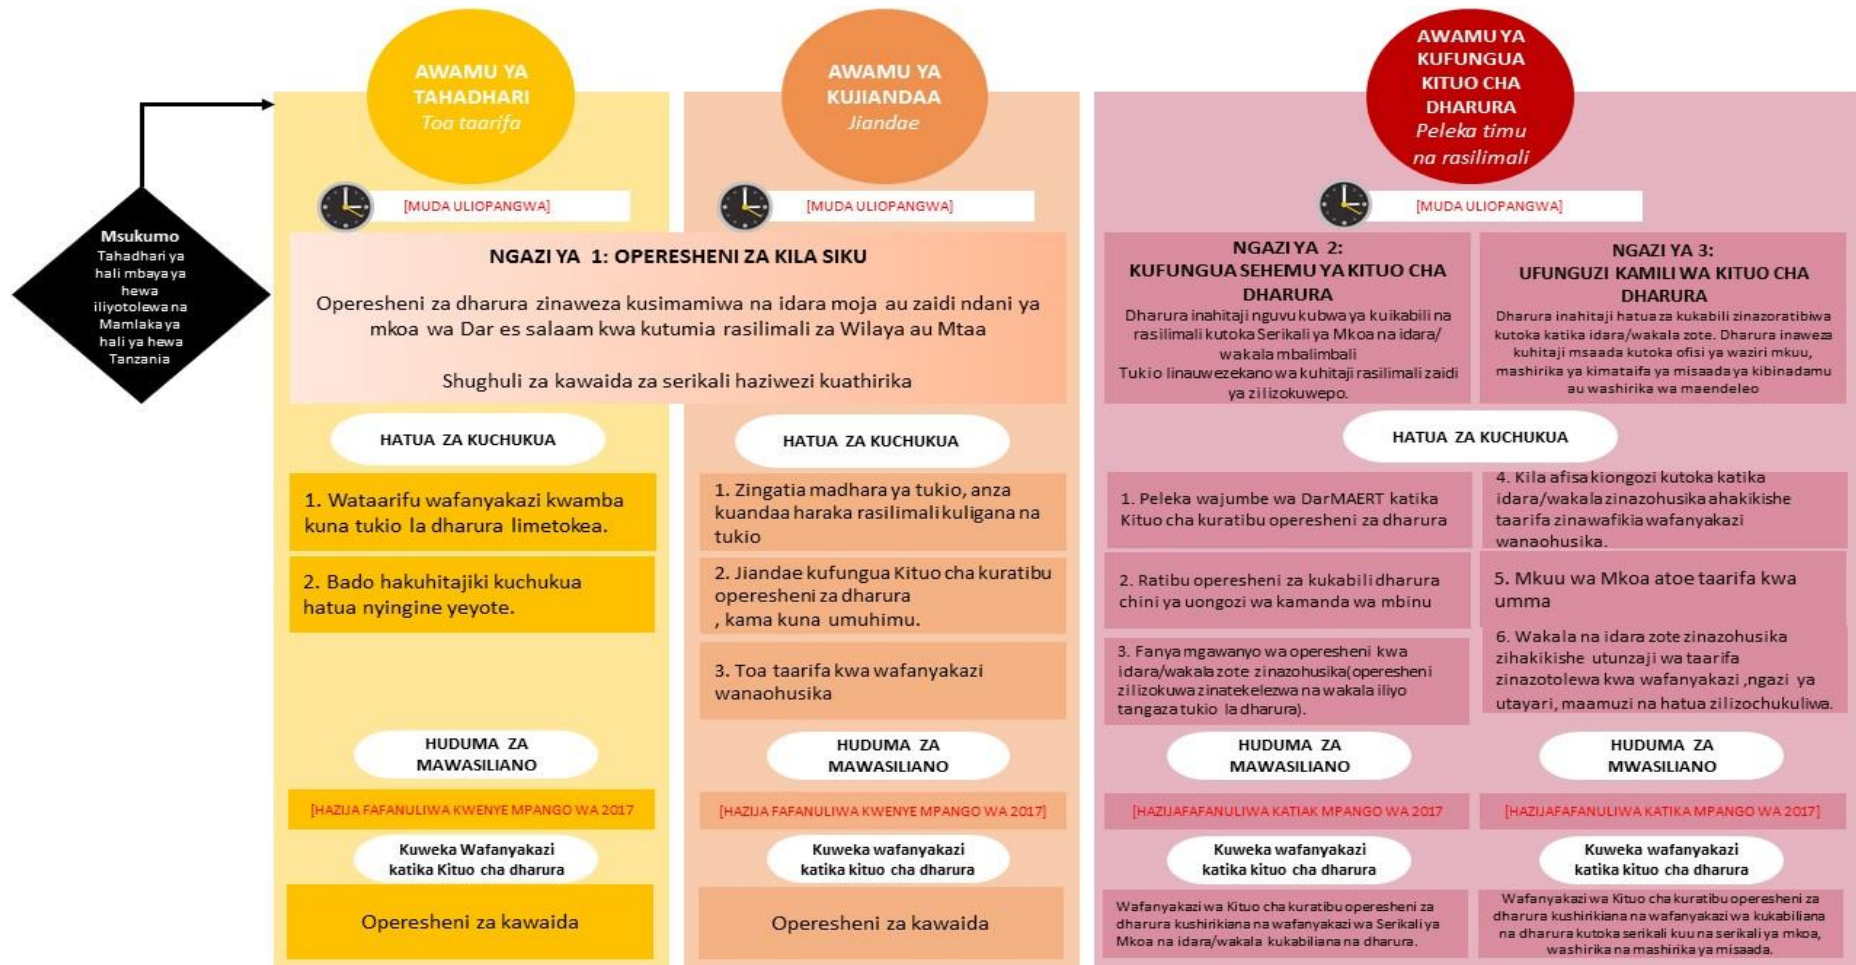 Msukumo
Tahadhari ya
hali mbaya ya
hewa
iliyotolewa na
Mamlaka ya
hali ya hewa
Tanzania
AWAMU YA
TAHADHARI
Toa taarifa
[MUDA ULIOPANGWA]
AWAMU YA
KUJIANDAA
Jiandae
[MUDA ULIOPANGWA]
NGAZI YA 1: OPERESHENI ZA KILA SIKU
Operesheni za dharura zinaweza kusimamiwa na idara moja au zaidi ndani ya
mkoa wa Dar es salaam kwa kutumia rasilimali za Wilaya au Mtaa
Shughuli za kawaida za serikali haziwezi kuathirika
HATUA ZA KUCHUKUA
1. Wataarifu wafanyakazi kwamba
kuna tukio la dharura limetokea.
2. Bado hakuhitajiki kuchukua
hatua nyingine yeyote.
HUDUMA ZA
MAWASILIANO
[HAZIJA FAFANULIWA KWENYE MPANGO WA 2017
Kuweka Wafanyakazi
katika Kituo cha dharura
Operesheni za kawaida
HATUA ZA KUCHUKUA
1. Zingatia madhara ya tukio, anza
kuandaa haraka rasilimali kuligana na
tukio
2. Jiandae kufungua Kituo cha kuratibu
operesheni za dharura
, kama kuna umuhimu.
3. Toa taarifa kwa wafanyakazi
wanaohusika
HUDUMA ZA
MAWASILIANO
[HAZIJA FAFANULIWA KWENYE MPANGO WA 2017]
Kuweka wafanyakazi
katika kituo cha dharura
Operesheni za kawaida
AWAMU YA
KUFUNGUA
KITUO CHA
DHARURA
Peleka timu
na rasilimali
[MUDA ULIOPANGWA]
NGAZI YA 2:
KUFUNGUA SEHEMU YA KITUO CHA
DHARURA
Dharura inahitaji nguvu kubwa ya kuikabili na
rasilimali kutoka Serikali ya Mkoa na idara/
wakala mbalimbali
Tukio linauwezekano wa kuhitaji rasilimali zaidi
ya zilizokuwepo.
NGAZI YA 3:
UFUNGUZI KAMILI WA KITUO CHA
DHARURA
Dharura inahitaji hatua za kukabili zinazoratibiwa
kutoka katika idara/wakala zote. Dharura inaweza
kuhitaji msaada kutoka ofisi ya waziri mkuu,
mashirika ya kimataifa ya misaada ya kibinadamu
au washirika wa maendeleo
HATUA ZA KUCHUKUA
1. Peleka wajumbe wa DarMAERT katika
Kituo cha kuratibu operesheni za dharura
2. Ratibu operesheni za kukabili dharura
chini ya uongozi wa kamanda wa mbinu
3. Fanya mgawanyo wa operesheni kwa
idara/wakala zote zinazohusika(operesheni
zilizokuwa zinatekelezwa na wakala iliyo
tangaza tukio la dharura).
4. Kila afisa kiongozi kutoka katika
idara/wakala zinazohusika ahakikishe
taarifa zinawafikia wafanyakazi
wanaohusika.
5. Mkuu wa Mkoa atoe taarifa kwa
umma
6. Wakala na idara zote zinazohusika
zihakikishe utunzaji wa taarifa
zinazotolewa kwa wafanyakazi ,ngazi ya
utayari, maamuzi na hatua zilizochukuliwa.
HUDUMA ZA
MAWASILIANO
[HAZIJAFAFANULIWA KATIAK MPANGO WA 2017
Kuweka wafanyakazi
katika kituo cha dharura
Wafanyakazi wa Kituo cha kuratibu operesheni za
dharura kushirikiana na wafanyakazi wa Serikali ya
Mkoa na idara/wakala kukabiliana na dharura.
HUDUMA ZA
MWASILIANO
[HAZIJAFAFANULIWA KATIKA MPANGO WA 2017]
Kuweka wafanyakazi
katika kituo cha dharura
Wafanyakazi wa Kituo cha kuratibu operesheni za
dharura kushirikiana na wafanyakazi wa kukabiliana
na dharura kutoka serikali kuu na serikali ya mkoa,
washirika na mashirika ya misaada.